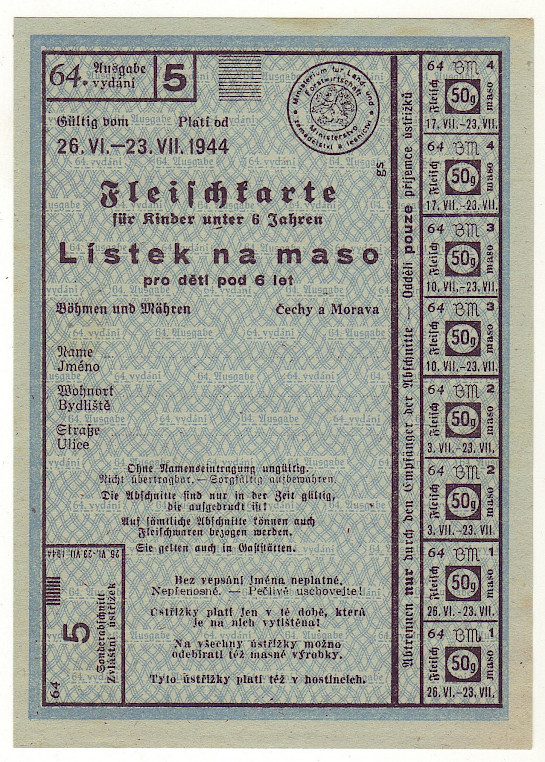 64. Ausgabe
vydání
5
Gültig vom Platí od
26. VI.—23. VII. 1944
Ministerium für Land- und
Forstwirtschaft
Ministerstvo
zemědělství a lesnictví
gs
Fleischkarte
für Kinder unter 6 Jahren
Lístek na maso
pro děti pod 6 let
Böhmen und Mähren Čechy a Morava
Name
Jméno
Wohnort
Bydliště
Straße
Ulice
Ohne Namenseintragung ungültig.
Nicht übertragbar. — Sorgfältig aufbewahren.
Die Abschnitte sind nur in der Zeit gültig,
die aufgedruckt ist!
Auf sämtliche Abschnitte können auch
Fleischwaren bezogen werden.
Sie gelten auch in Gaststätten.
Bez vepsání jména neplatné.
Nepřenosné. — Pečlivě uschovejte!
Ústřižky platí jen v té době, která
je na nich vytištěna!
Na všechny ústřižky možno
odebírati též masné výrobky.
Tyto ústřižky platí též v hostincích.
26. VI.-23. VII. 1944
5
Sonderabschnitt
Zvláštní ústřižek
64
Abtrennen nur durch den Empfänger der Abschnitte — Oddělí pouze příjemce ústřižků
64 BM 4
Fleisch 50g maso
17. VII.—23. VII.
64 BM 4
Fleisch 50g maso
17. VII.—23. VII.
64 BM 3
Fleisch 50g maso
10. VII.—23. VII.
64 BM 3
Fleisch 50g maso
10. VII.—23. VII.
64 BM 2
Fleisch 50g maso
3. VII.—23. VII.
64 BM 2
Fleisch 50g maso
3. VII.—23. VII.
64 BM 1
Fleisch 50g maso
26. VI.—23. VII.
64 BM 1
Fleisch 50g maso
26. VI.—23. VII.